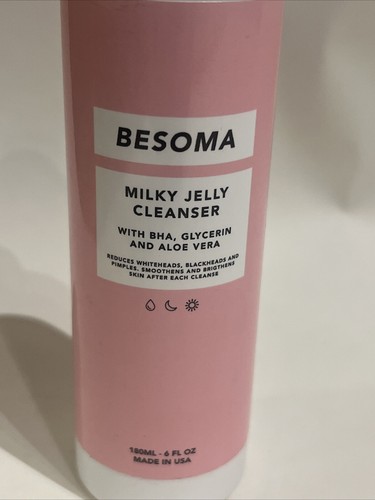 BESOMA
MILKY JELLY
CLEANSER
WITH BHA, GLYCERIN
AND ALOE VERA
REDUCES WHITEHEADS, BLACKHEADS AND
PIMPLES. SMOOTHENS AND BRIGTHENS
SKIN AFTER EACH CLEANSE
180ML - 6 FL OZ
MADE IN USA